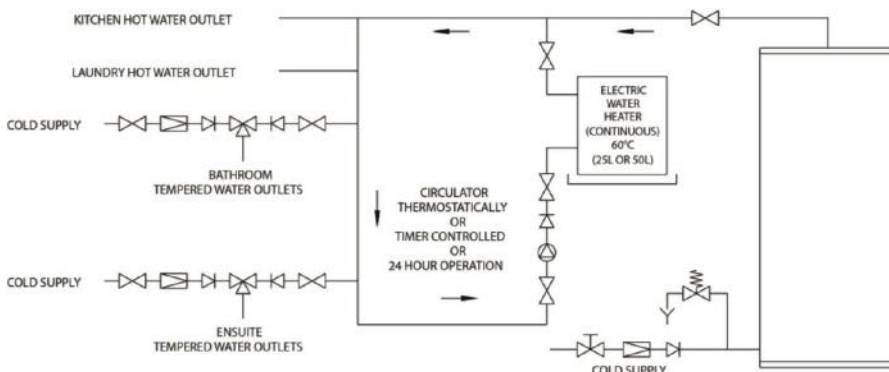 KITCHEN HOT WATER OUTLET
LAUNDRY HOT WATER OUTLET
COLD SUPPLY
BATHROOM
TEMPERED WATER OUTLETS
COLD SUPPLY
ENSUITE
TEMPERED WATER OUTLETS
CIRCULATOR
THERMOSTATICALLY
OR
TIMER CONTROLLED
OR
24 HOUR OPERATION
ELECTRIC
WATER
HEATER
(CONTINUOUS)
60°C
(25L OR 50L)
COLD SUPPLY